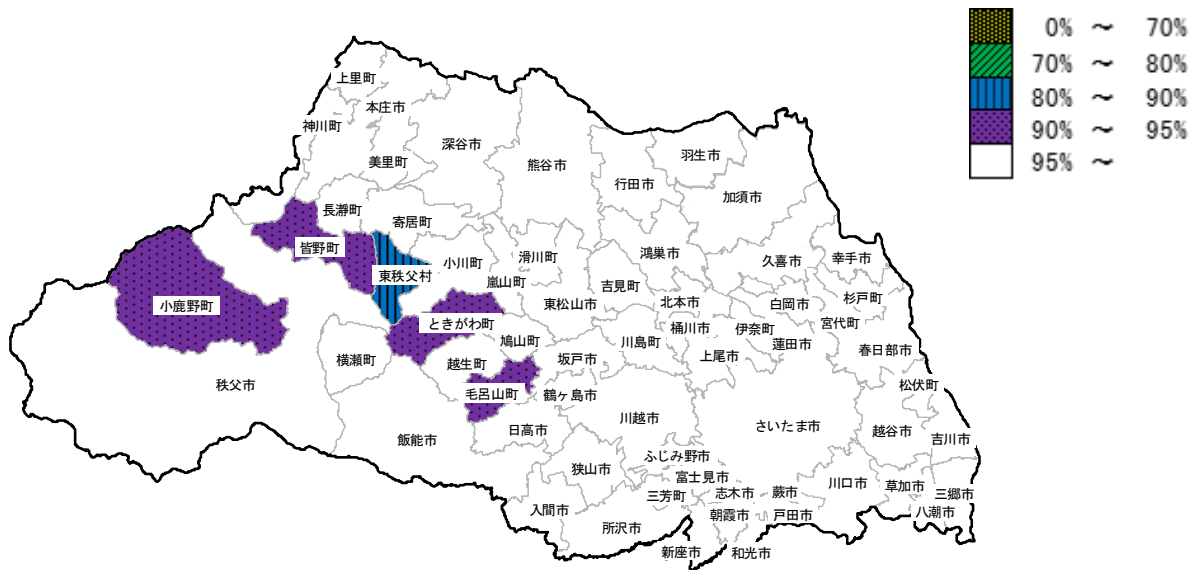 0% ～ 70%
70% ～ 80%
80% ～ 90%
90% ～ 95%
95% ～
上里町
本庄市
神川町
深谷市
美里町
熊谷市
羽生市
行田市
加須市
長瀞町
寄居町
皆野町
小川町
滑川町
鴻巣市
久喜市
幸手市
東秩父村
嵐山町
吉見町
小鹿野町
東松山市
北本市
白岡市
杉戸町
ときがわ町
桶川市
伊奈町
宮代町
鳩山町
川島町
蓮田市
横瀬町
越生町
坂戸市
上尾市
春日部市
秩父市
毛呂山町
鶴ヶ島市
松伏町
川越市
さいたま市
飯能市
日高市
越谷市
吉川市
ふじみ野市
狭山市
富士見市
川口市
草加市
三芳町
志木市
蕨市
三郷市
入間市
所沢市
朝霞市
戸田市
八潮市
新座市
和光市